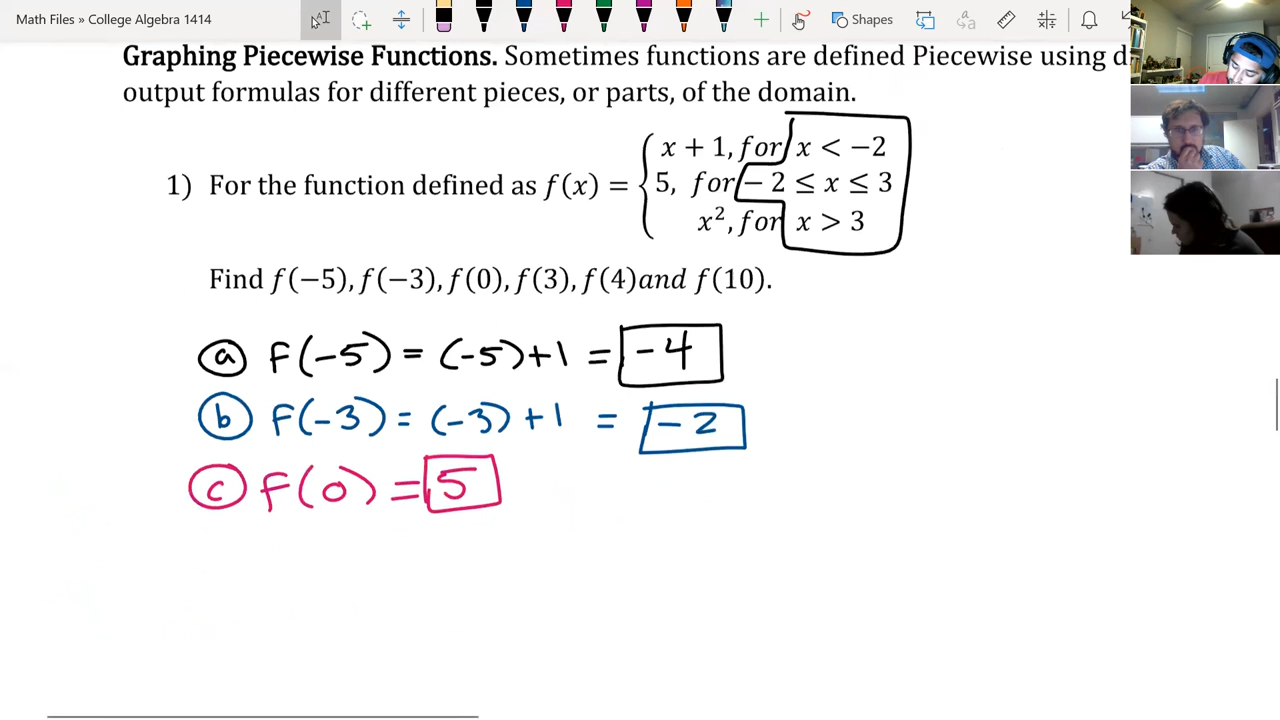 Math Files » College Algebra 1414
Shapes
Graphing Piecewise Functions. Sometimes functions are defined Piecewise using d
output formulas for different pieces, or parts, of the domain.
x + 1, for x < −2
1) For the function defined as f(x) = { 5, for − 2 ≤ x ≤ 3
x², for x > 3
Find f(−5), f(−3), f(0), f(3), f(4)and f(10).
a f(-5) = (-5)+1 = -4
b f(-3) = (-3)+1 = -2
c f(0) = 5